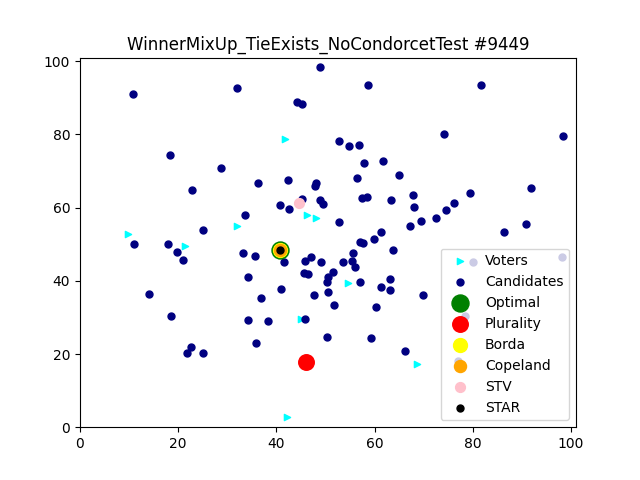 WinnerMixUp_TieExists_NoCondorcetTest #9449
100
80
60
40
20
0
0 20 40 60 80 100
Voters
Candidates
Optimal
Plurality
Borda
Copeland
STV
STAR